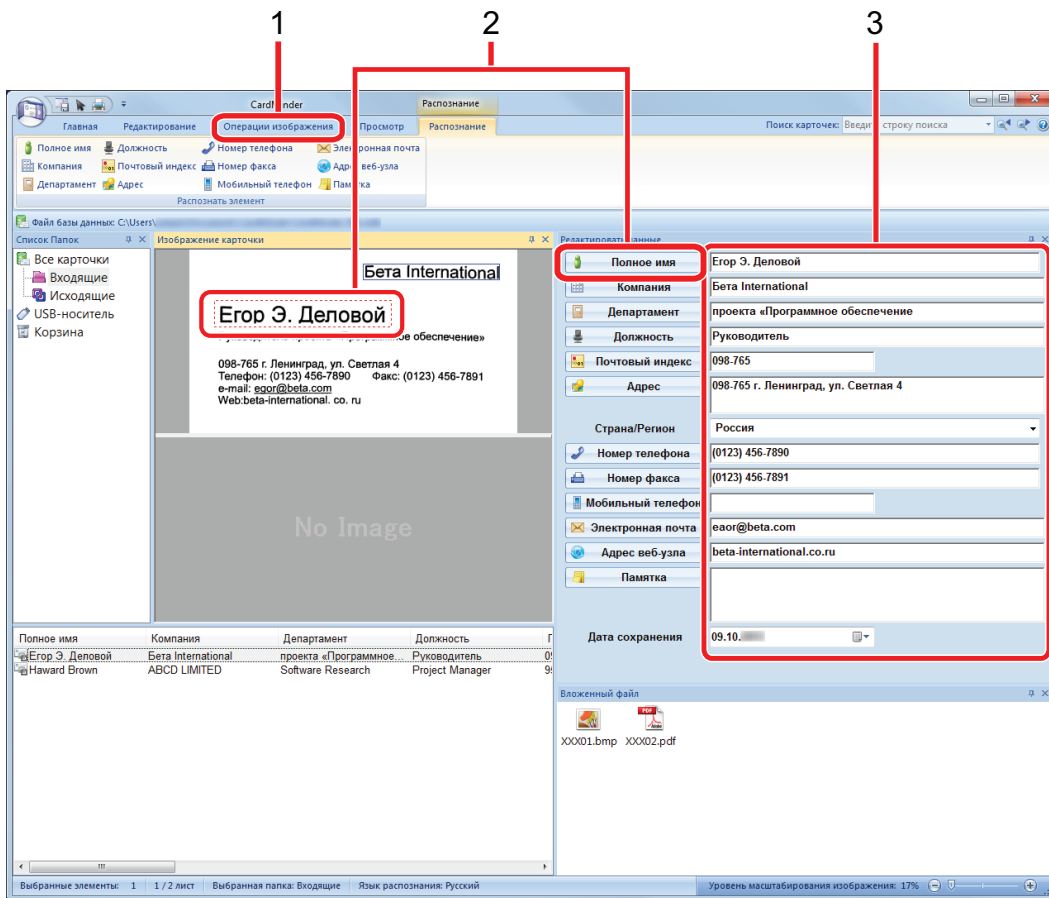 1 2 3
CardMinder
Распознание
Главная Редактирование Операции изображения Просмотр Распознание
Поиск карточек: Введите строку поиска
Полное имя Должность Номер телефона Электронная почта
Компания Почтовый индекс Номер факса Адрес веб-узла
Департамент Адрес Мобильный телефон Памятка
Распознать элемент
Файл базы данных: C:\Users\
Список Папок
Все карточки
Входящие
Исходящие
USB-носитель
Корзина
Изображение карточки
Бета International
Егор Э. Деловой
Руководитель проекта «Программное обеспечение»
098-765 г. Ленинград, ул. Светлая 4
Телефон: (0123) 456-7890 Факс: (0123) 456-7891
e-mail: egor@beta.com
Web:beta-international. co. ru
No Image
Редактировать данные
Полное имя Егор Э. Деловой
Компания Бета International
Департамент проекта «Программное обеспечение
Должность Руководитель
Почтовый индекс 098-765
Адрес 098-765 г. Ленинград, ул. Светлая 4
Страна/Регион Россия
Номер телефона (0123) 456-7890
Номер факса (0123) 456-7891
Мобильный телефон
Электронная почта eaor@beta.com
Адрес веб-узла beta-international.co.ru
Памятка
Дата сохранения 09.10.
Полное имя Компания Департамент Должность
Егор Э. Деловой Бета International проекта «Программное... Руководитель
Haward Brown ABCD LIMITED Software Research Project Manager
Вложенный файл
XXX01.bmp XXX02.pdf
Выбранные элементы: 1 1 / 2 лист Выбранная папка: Входящие Язык распознания: Русский Уровень масштабирования изображения: 17%